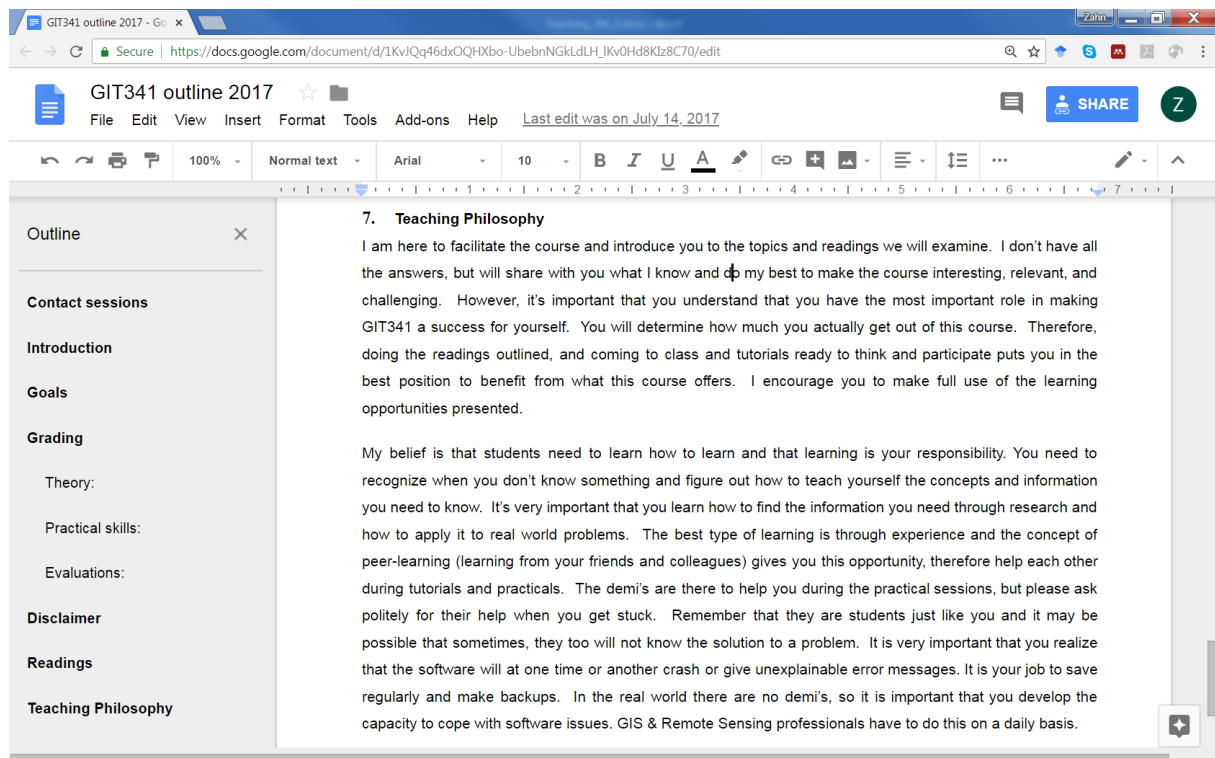 GIT341 outline 2017 - Go
Zahn
Secure | https://docs.google.com/document/d/1KvJQq46dxOQHXbo-UbebnNGkLdLH_lKv0Hd8KIz8C70/edit
GIT341 outline 2017
SHARE
Z
File Edit View Insert Format Tools Add-ons Help Last edit was on July 14, 2017
100% Normal text Arial 10 B I U A
1 2 3 4 5 6 7
Outline
Contact sessions
Introduction
Goals
Grading
Theory:
Practical skills:
Evaluations:
Disclaimer
Readings
Teaching Philosophy
7. Teaching Philosophy
I am here to facilitate the course and introduce you to the topics and readings we will examine. I don't have all
the answers, but will share with you what I know and do my best to make the course interesting, relevant, and
challenging. However, it's important that you understand that you have the most important role in making
GIT341 a success for yourself. You will determine how much you actually get out of this course. Therefore,
doing the readings outlined, and coming to class and tutorials ready to think and participate puts you in the
best position to benefit from what this course offers. I encourage you to make full use of the learning
opportunities presented.
My belief is that students need to learn how to learn and that learning is your responsibility. You need to
recognize when you don't know something and figure out how to teach yourself the concepts and information
you need to know. It's very important that you learn how to find the information you need through research and
how to apply it to real world problems. The best type of learning is through experience and the concept of
peer-learning (learning from your friends and colleagues) gives you this opportunity, therefore help each other
during tutorials and practicals. The demi's are there to help you during the practical sessions, but please ask
politely for their help when you get stuck. Remember that they are students just like you and it may be
possible that sometimes, they too will not know the solution to a problem. It is very important that you realize
that the software will at one time or another crash or give unexplainable error messages. It is your job to save
regularly and make backups. In the real world there are no demi's, so it is important that you develop the
capacity to cope with software issues. GIS & Remote Sensing professionals have to do this on a daily basis.